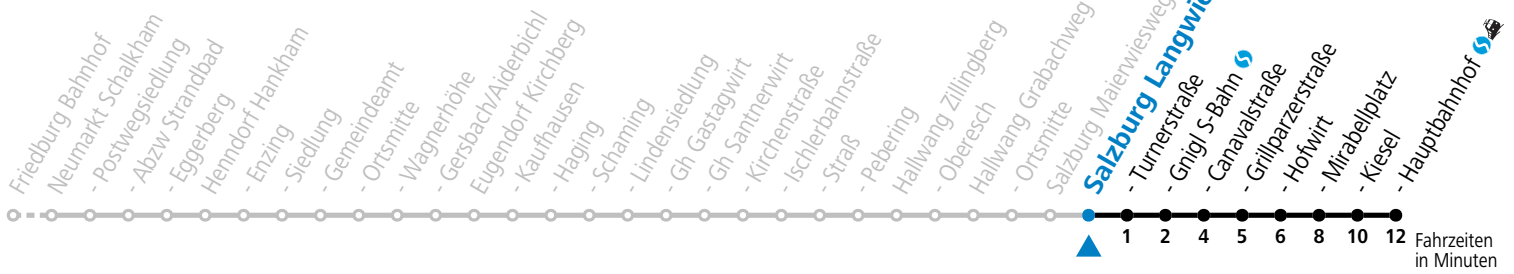 Friedburg Bahnhof
Neumarkt Schalkham
- Postwegsiedlung
- Abzw Strandbad
- Eggerberg
Henndorf Hankham
- Enzing
- Siedlung
- Gemeindeamt
- Ortsmitte
Wagnerhöhe
- Gersbach/Aiderbichl
Eugendorf Kirchberg
- Kaufhausen
- Haging
- Schaming
- Lindensiedlung
- Gh Gastagwirt
- Gh Santnerwirt
- Kirchenstraße
- Ischlerbahnstraße
- Straß
- Pebering
Hallwang Zillingberg
- Oberesch
Hallwang Grabachweg
- Ortsmitte
Salzburg Maierwiesweg
Salzburg
- Turnerstraße
- Gnigl S-Bahn
- Canavalstraße
- Grillparzerstraße
- Hofwirt
- Mirabellplatz
- Kiesel
- Hauptbahnhof
1 2 4 5 6 8 10 12
Fahrzeiten
in Minuten